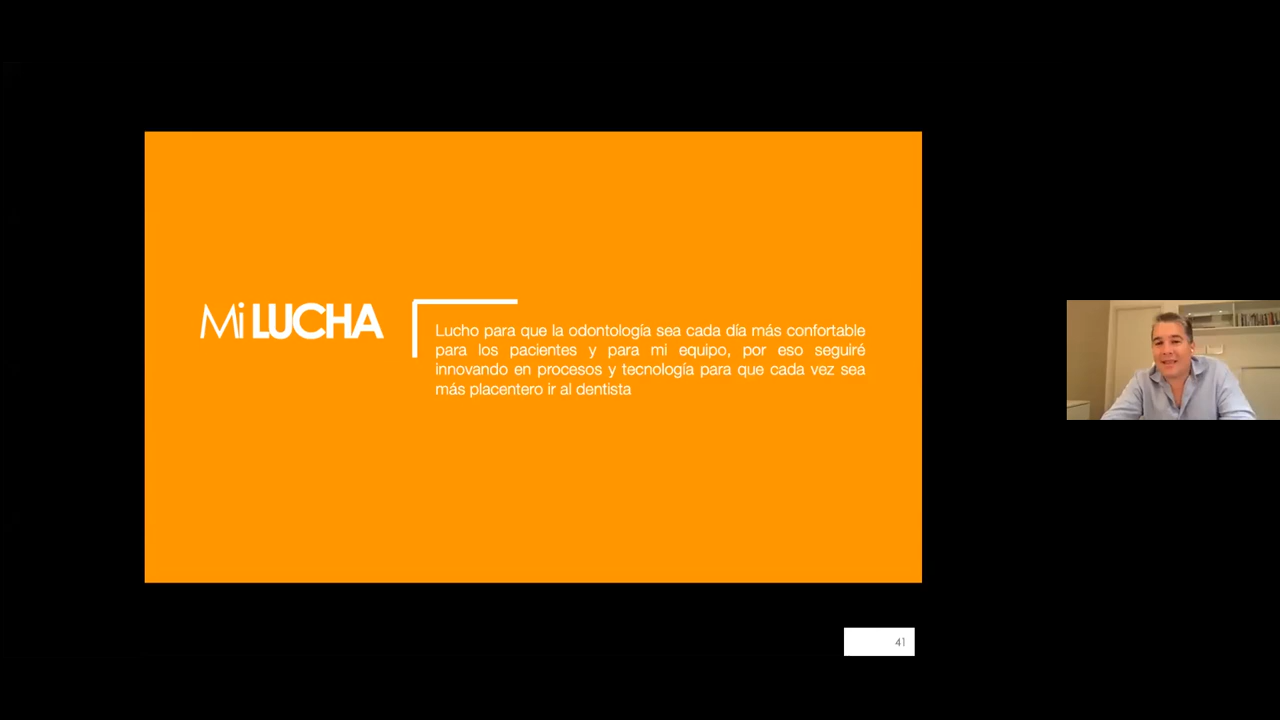 Mi LUCHA
Lucho para que la odontología sea cada día más confortable
para los pacientes y para mi equipo, por eso seguiré
innovando en procesos y tecnología para que cada vez sea
más placentero ir al dentista
41